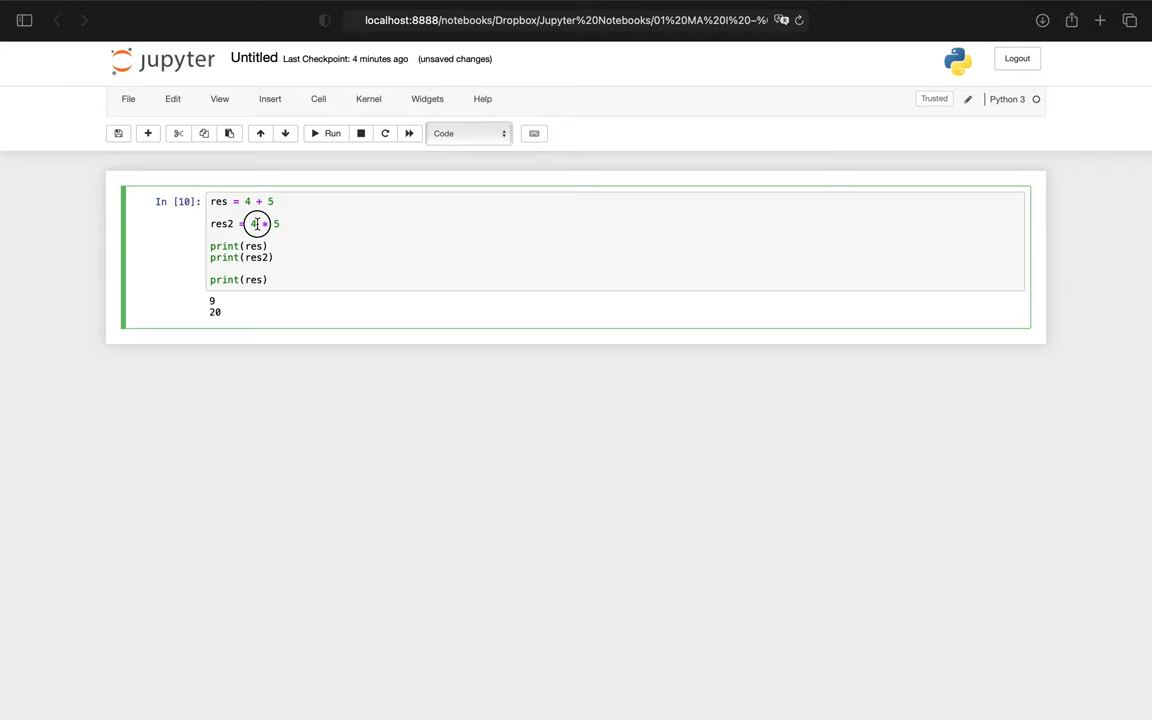 localhost:8888/notebooks/Dropbox/Jupyter%20Notebooks/01%20MA%20I%20–%
jupyter Untitled Last Checkpoint: 4 minutes ago (unsaved changes) Logout
File Edit View Insert Cell Kernel Widgets Help Trusted Python 3
Run Code
In [10]: res = 4 + 5
res2 = 4 * 5
print(res)
print(res2)
print(res)
9
20